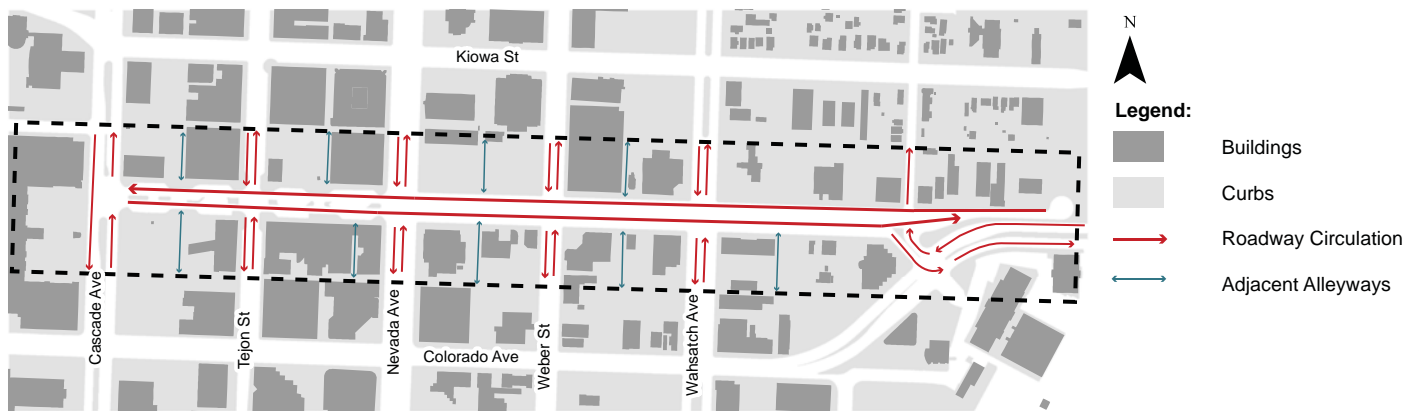 N
Kiowa St
Legend:
Buildings
Curbs
Roadway Circulation
Adjacent Alleyways
Cascade Ave
Tejon St
Nevada Ave
Colorado Ave
Weber St
Wahsatch Ave